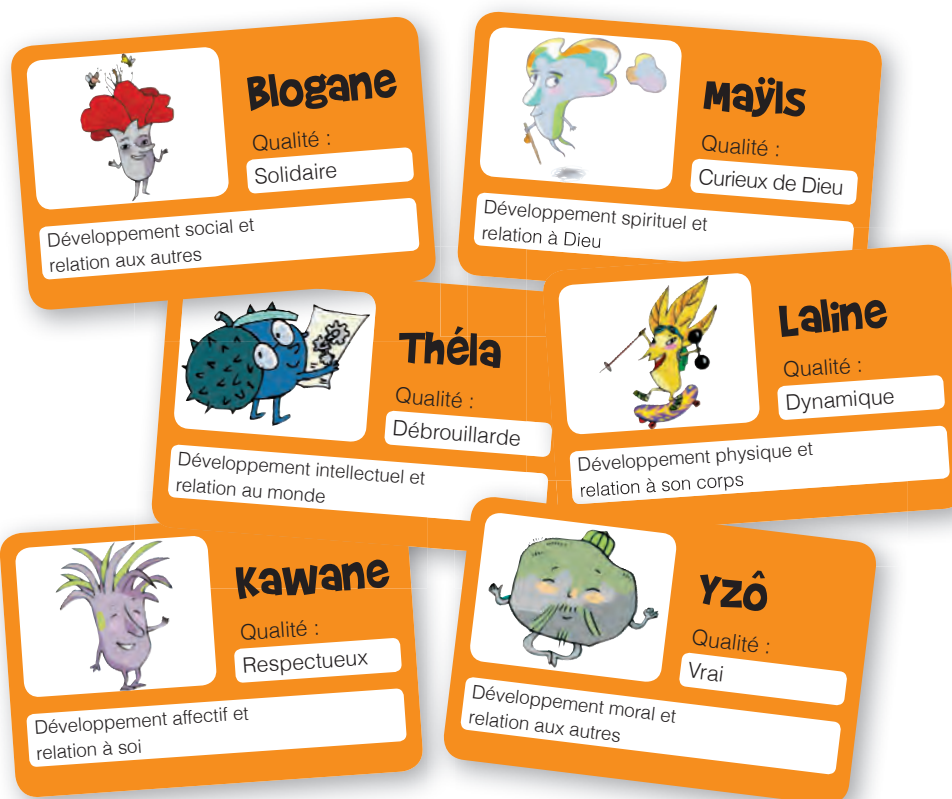 Blogane
Qualité :
Solidaire
Développement social et
relation aux autres
Maÿls
Qualité :
Curieux de Dieu
Développement spirituel et
relation à Dieu
Théla
Qualité :
Débrouillarde
Développement intellectuel et
relation au monde
Laline
Qualité :
Dynamique
Développement physique et
relation à son corps
Kawane
Qualité :
Respectueux
Développement affectif et
relation à soi
Yzô
Qualité :
Vrai
Développement moral et
relation aux autres